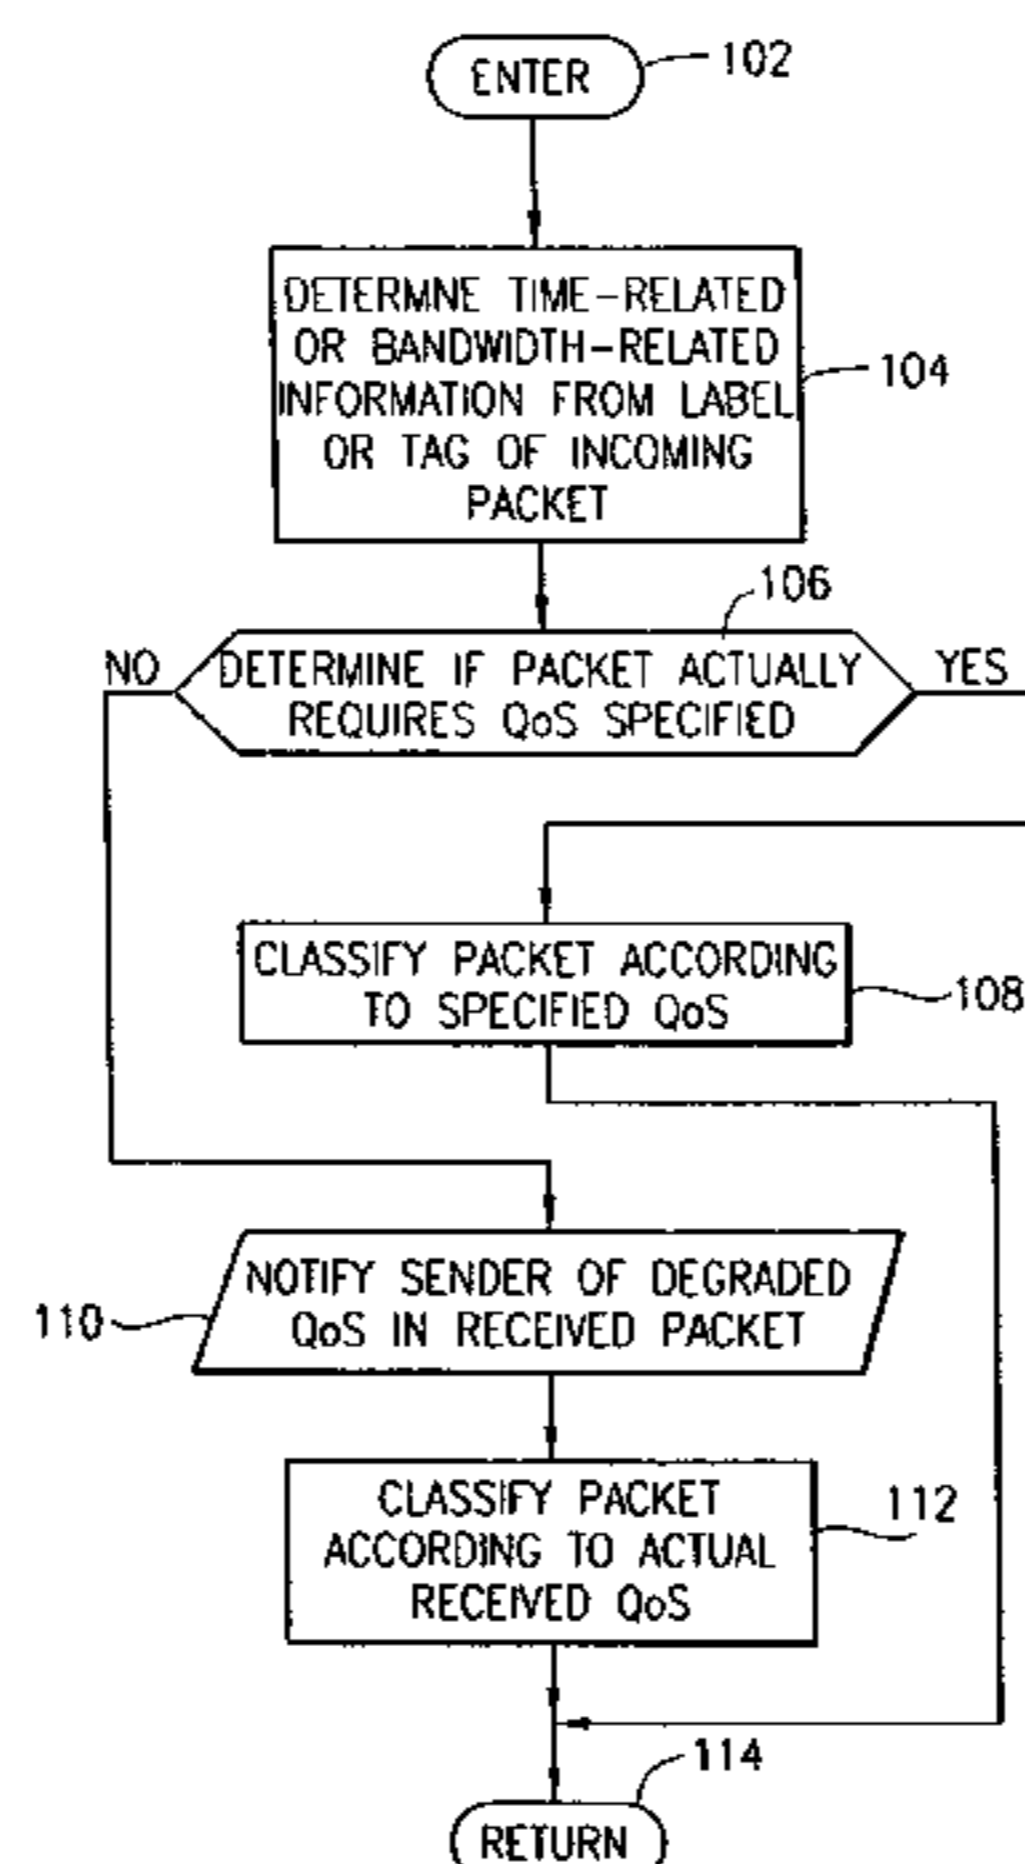 ENTER
102
DETERMNE TIME-RELATED
OR BANDWIDTH-RELATED
INFORMATION FROM LABEL
OR TAG OF INCOMING
PACKET
104
106
NO
DETERMINE IF PACKET ACTUALLY
REQUIRES QoS SPECIFIED
YES
CLASSIFY PACKET ACCORDING
TO SPECIFIED QoS
108
NOTIFY SENDER OF DEGRADED
QoS IN RECEIVED PACKET
110
CLASSIFY PACKET
ACCORDING TO ACTUAL
RECEIVED QoS
112
114
RETURN